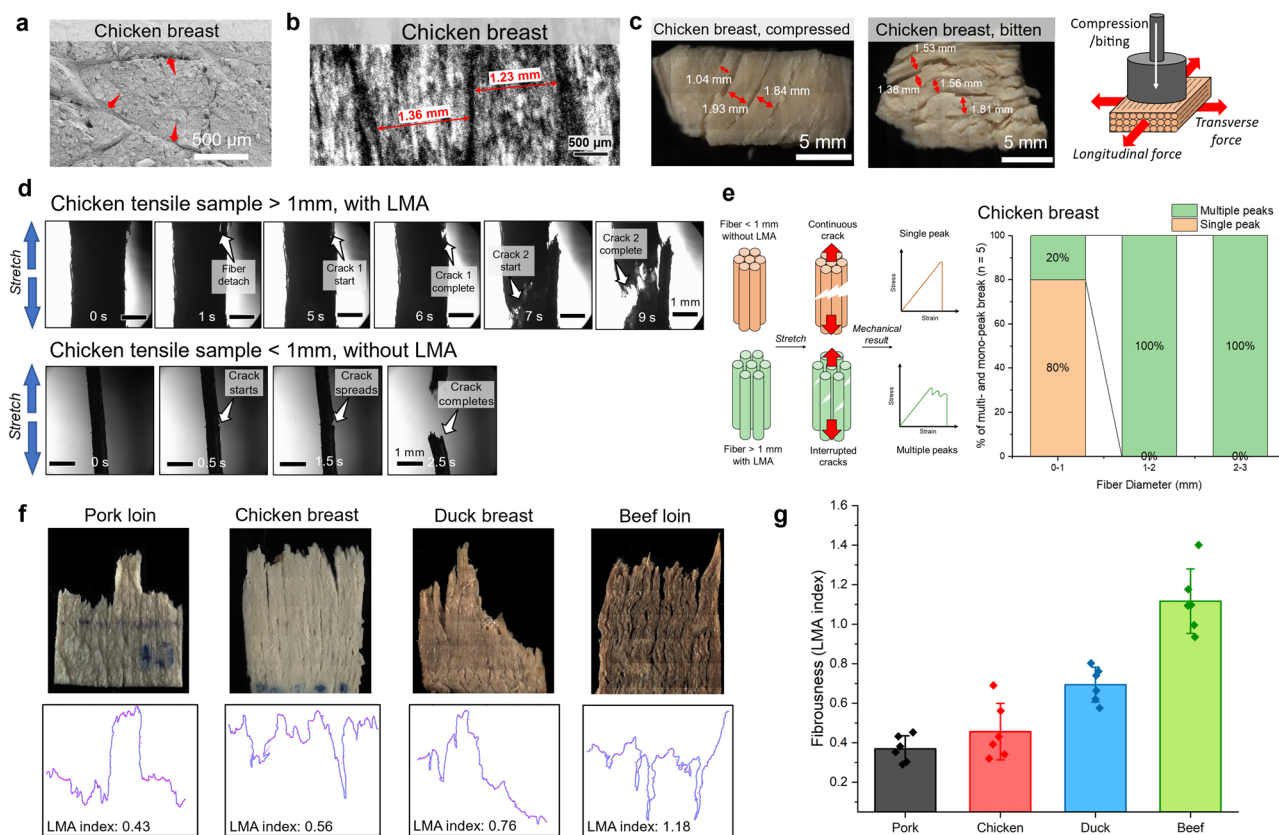 a
Chicken breast
500 µm
b
Chicken breast
1.23 mm
1.36 mm
500 µm
c
Chicken breast, compressed
1.04 mm
1.84 mm
1.93 mm
5 mm
Chicken breast, bitten
1.53 mm
1.56 mm
1.38 mm
1.81 mm
5 mm
Compression
/biting
Transverse
force
Longitudinal force
d
Chicken tensile sample > 1mm, with LMA
Stretch
Fiber
detach
Crack 1
start
Crack 1
complete
Crack 2
start
Crack 2
complete
1 mm
0 s
1 s
5 s
6 s
7 s
9 s
Chicken tensile sample < 1mm, without LMA
Stretch
Crack
starts
Crack
spreads
Crack
completes
1 mm
0 s
0.5 s
1.5 s
2.5 s
e
Fiber < 1 mm
without LMA
Continuous
crack
Single peak
Stress
Strain
Stretch
Mechanical
result
Stress
Strain
Fiber > 1 mm
with LMA
Interrupted
cracks
Multiple peaks
Chicken breast
Multiple peaks
Single peak
% of multi- and mono-peak break (n = 5)
100
80
60
40
20
0
20%
80%
100%
100%
0%
0%
0-1
1-2
2-3
Fiber Diameter (mm)
f
Pork loin
Chicken breast
Duck breast
Beef loin
LMA index: 0.43
LMA index: 0.56
LMA index: 0.76
LMA index: 1.18
g
Fibrousness (LMA index)
1.6
1.4
1.2
1.0
0.8
0.6
0.4
0.2
Pork
Chicken
Duck
Beef